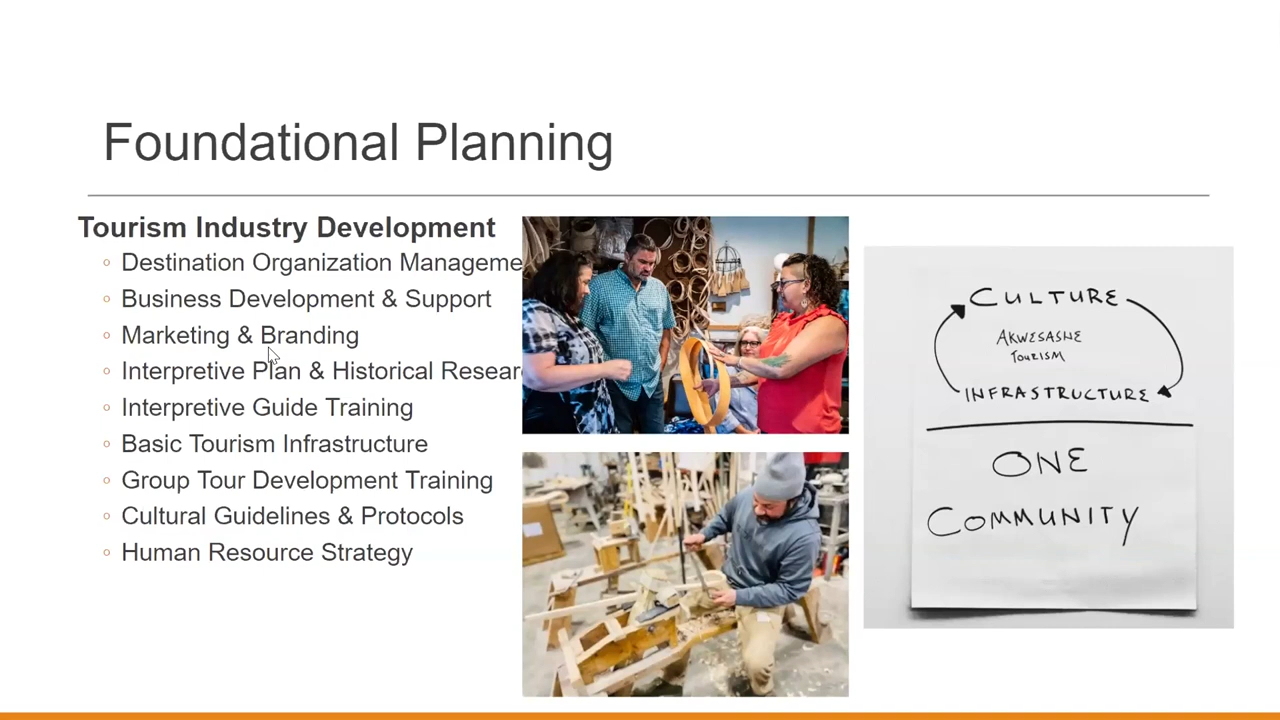 Foundational Planning
Tourism Industry Development
Destination Organization Manageme
Business Development & Support
Marketing & Branding
Interpretive Plan & Historical Resear
Interpretive Guide Training
Basic Tourism Infrastructure
Group Tour Development Training
Cultural Guidelines & Protocols
Human Resource Strategy
CULTURE
AKWESASNE
TOURISM
INFRASTRUCTURE
ONE
COMMUNITY